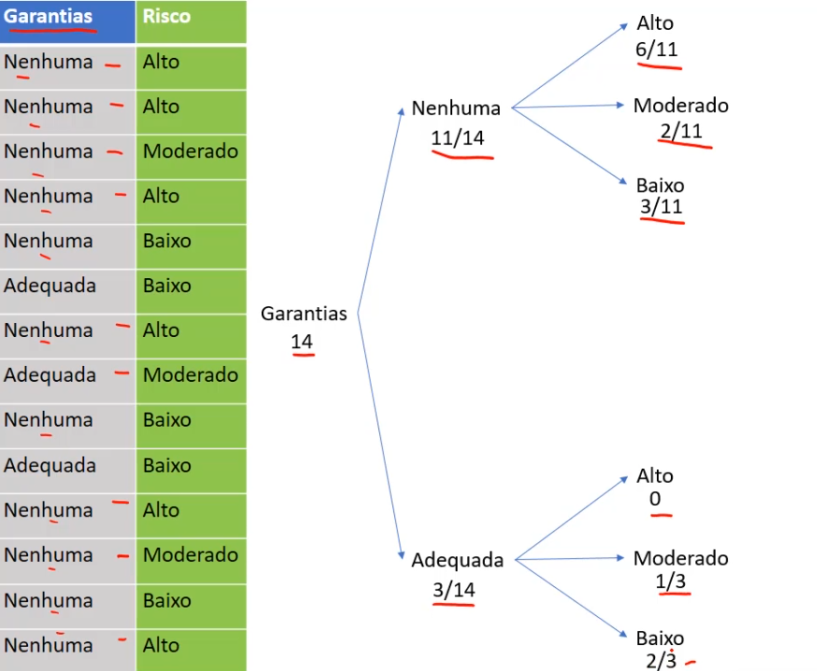 Garantias Risco
Nenhuma Alto
Nenhuma Alto
Nenhuma Moderado
Nenhuma Alto
Nenhuma Baixo
Adequada Baixo
Nenhuma Alto
Adequada Moderado
Nenhuma Baixo
Adequada Baixo
Nenhuma Alto
Nenhuma Moderado
Nenhuma Baixo
Nenhuma Alto
Garantias
14
Nenhuma
11/14
Alto
6/11
Moderado
2/11
Baixo
3/11
Adequada
3/14
Alto
0
Moderado
1/3
Baixo
2/3